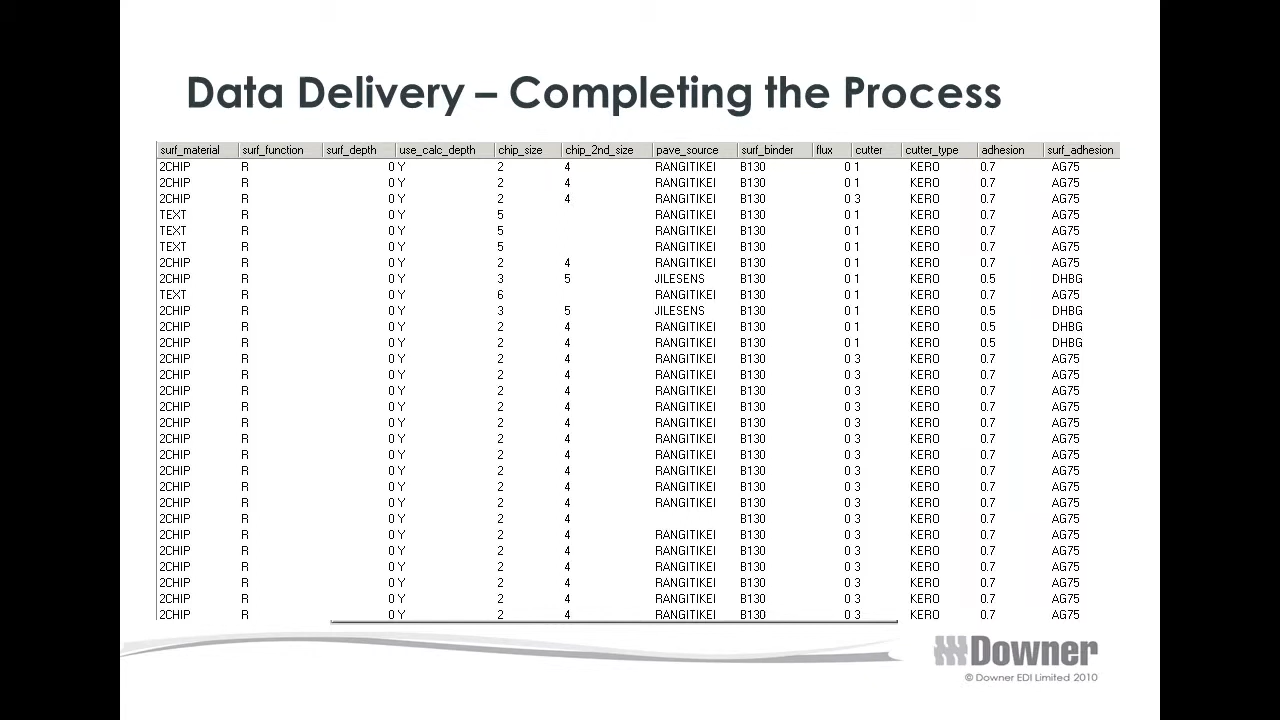 Data Delivery – Completing the Process
surf_material surf_function surf_depth use_calc_depth chip_size chip_2nd_size pave_source surf_binder flux cutter cutter_type adhesion surf_adhesion
2CHIP R 0 Y 2 4 RANGITIKEI B130 0 1 KERO 0.7 AG75
2CHIP R 0 Y 2 4 RANGITIKEI B130 0 1 KERO 0.7 AG75
2CHIP R 0 Y 2 4 RANGITIKEI B130 0 3 KERO 0.7 AG75
TEXT R 0 Y 5 RANGITIKEI B130 0 1 KERO 0.7 AG75
TEXT R 0 Y 5 RANGITIKEI B130 0 1 KERO 0.7 AG75
TEXT R 0 Y 5 RANGITIKEI B130 0 1 KERO 0.7 AG75
2CHIP R 0 Y 2 4 RANGITIKEI B130 0 1 KERO 0.7 AG75
2CHIP R 0 Y 3 5 JILESENS B130 0 1 KERO 0.5 DHBG
TEXT R 0 Y 6 RANGITIKEI B130 0 1 KERO 0.7 AG75
2CHIP R 0 Y 3 5 JILESENS B130 0 1 KERO 0.5 DHBG
2CHIP R 0 Y 2 4 RANGITIKEI B130 0 1 KERO 0.5 DHBG
2CHIP R 0 Y 2 4 RANGITIKEI B130 0 1 KERO 0.5 DHBG
2CHIP R 0 Y 2 4 RANGITIKEI B130 0 3 KERO 0.7 AG75
2CHIP R 0 Y 2 4 RANGITIKEI B130 0 3 KERO 0.7 AG75
2CHIP R 0 Y 2 4 RANGITIKEI B130 0 3 KERO 0.7 AG75
2CHIP R 0 Y 2 4 RANGITIKEI B130 0 3 KERO 0.7 AG75
2CHIP R 0 Y 2 4 RANGITIKEI B130 0 3 KERO 0.7 AG75
2CHIP R 0 Y 2 4 RANGITIKEI B130 0 3 KERO 0.7 AG75
2CHIP R 0 Y 2 4 RANGITIKEI B130 0 3 KERO 0.7 AG75
2CHIP R 0 Y 2 4 RANGITIKEI B130 0 3 KERO 0.7 AG75
2CHIP R 0 Y 2 4 RANGITIKEI B130 0 3 KERO 0.7 AG75
2CHIP R 0 Y 2 4 RANGITIKEI B130 0 3 KERO 0.7 AG75
2CHIP R 0 Y 2 4 B130 0 3 KERO 0.7 AG75
2CHIP R 0 Y 2 4 RANGITIKEI B130 0 3 KERO 0.7 AG75
2CHIP R 0 Y 2 4 RANGITIKEI B130 0 3 KERO 0.7 AG75
2CHIP R 0 Y 2 4 RANGITIKEI B130 0 3 KERO 0.7 AG75
2CHIP R 0 Y 2 4 RANGITIKEI B130 0 3 KERO 0.7 AG75
2CHIP R 0 Y 2 4 RANGITIKEI B130 0 3 KERO 0.7 AG75
2CHIP R 0 Y 2 4 RANGITIKEI B130 0 3 KERO 0.7 AG75
Downer
© Downer EDI Limited 2010